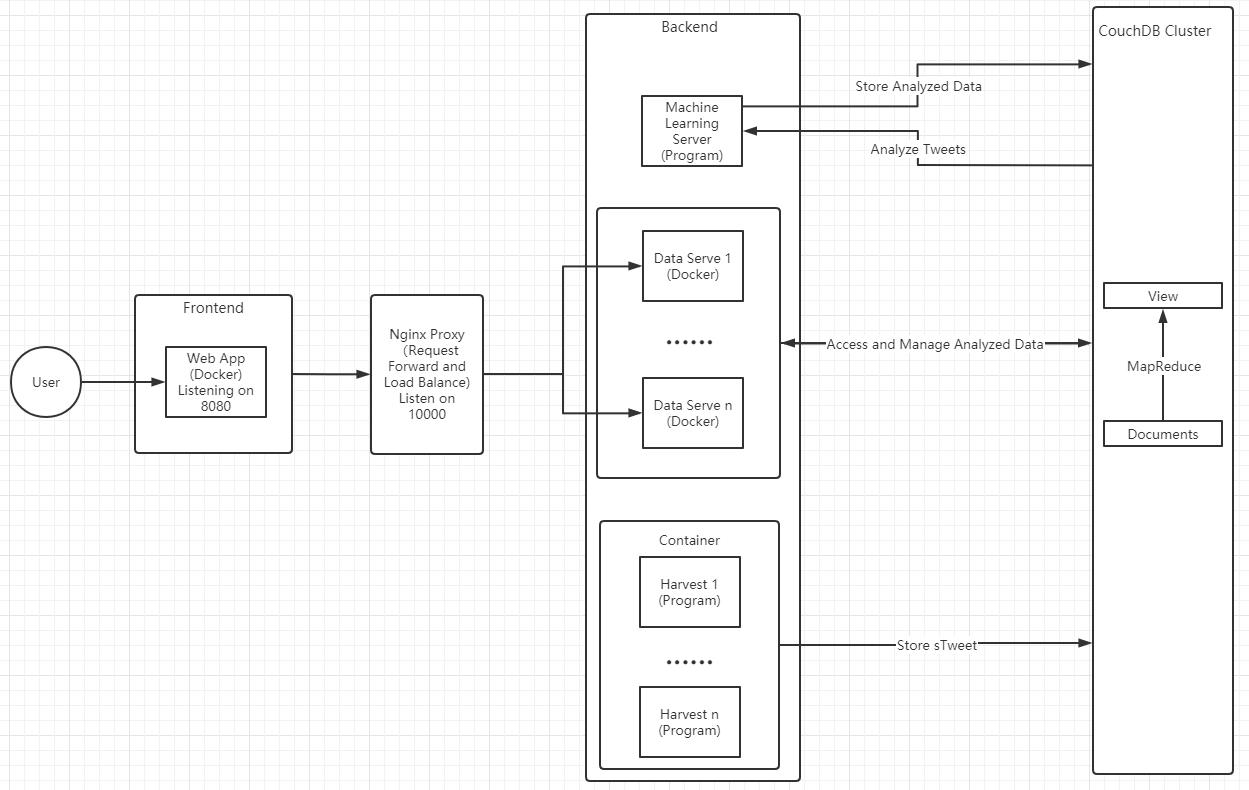 Backend
CouchDB Cluster
Store Analyzed Data
Machine
Learning
Server
(Program)
Analyze Tweets
Data Serve 1
(Docker)
View
Frontend
Nginx Proxy
(Request
Forward and
Load Balance)
Listen on
10000
......
Access and Manage Analyzed Data
Web App
(Docker)
Listening on
8080
MapReduce
User
Data Serve n
(Docker)
Documents
Container
Harvest 1
(Program)
Store sTweet
......
Harvest n
(Program)